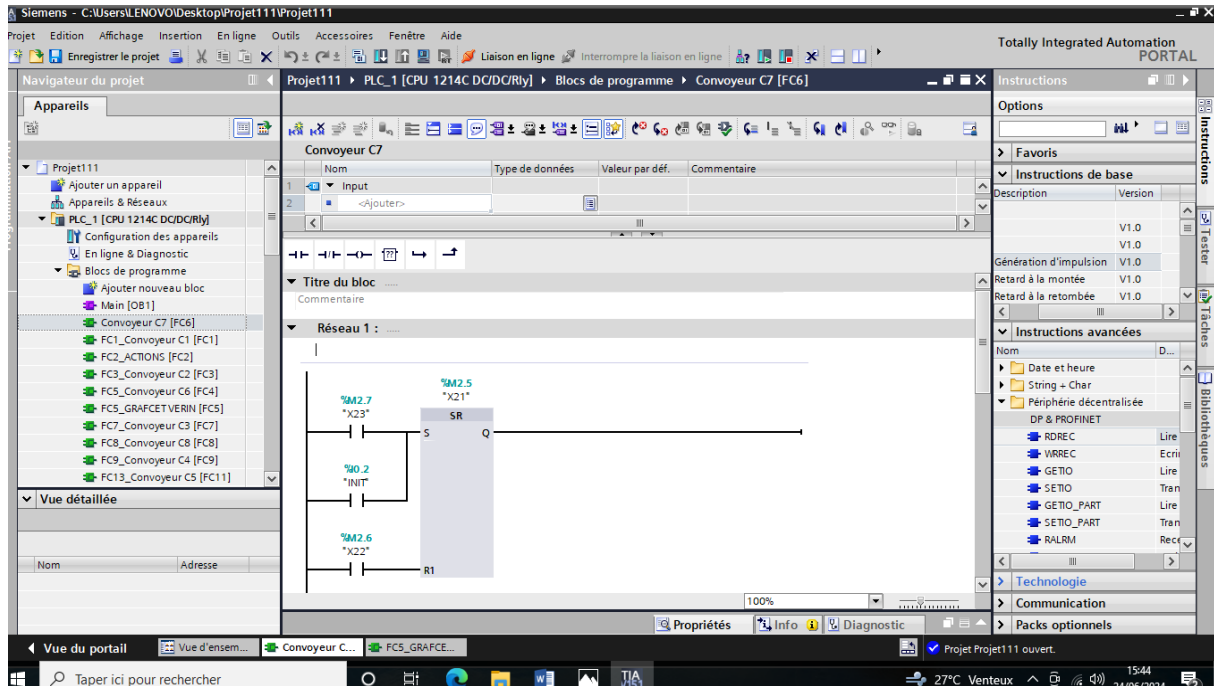 Siemens - C:\Users\LENOVO\Desktop\Projet111\Projet111
Projet Edition Affichage Insertion En ligne Outils Accessoires Fenêtre Aide
Enregistrer le projet Liaison en ligne Interrompre la liaison en ligne
Totally Integrated Automation
PORTAL
Navigateur du projet
Appareils
Projet111
Ajouter un appareil
Appareils & Réseaux
PLC_1 [CPU 1214C DC/DC/Rly]
Configuration des appareils
En ligne & Diagnostic
Blocs de programme
Ajouter nouveau bloc
Main [OB1]
Convoyeur C7 [FC6]
FC1_Convoyeur C1 [FC1]
FC2_ACTIONS [FC2]
FC3_Convoyeur C2 [FC3]
FC5_Convoyeur C6 [FC4]
FC5_GRAFCET VERIN [FC5]
FC7_Convoyeur C3 [FC7]
FC8_Convoyeur C8 [FC8]
FC9_Convoyeur C4 [FC9]
FC13_Convoyeur C5 [FC11]
Vue détaillée
Nom Adresse
Projet111 PLC_1 [CPU 1214C DC/DC/Rly] Blocs de programme Convoyeur C7 [FC6]
Convoyeur C7
Nom Type de données Valeur par déf. Commentaire
1 Input
2 <Ajouter>
??
Titre du bloc .....
Commentaire
Réseau 1 : .....
%M2.5
"X21"
%M2.7
"X23"
SR
S Q
%I0.2
"INIT"
%M2.6
"X22"
R1
100%
Propriétés Info Diagnostic
Instructions
Options
Favoris
Instructions de base
Description Version
V1.0
V1.0
Génération d'impulsion V1.0
Retard à la montée V1.0
Retard à la retombée V1.0
Instructions avancées
Nom D...
Date et heure
String + Char
Périphérie décentralisée
DP & PROFINET
RDREC Lire
WRREC Ecri
GETIO Lire
SETIO Tran
GETIO_PART Lire
SETIO_PART Tran
RALRM Rece
Technologie
Communication
Packs optionnels
Instructions
Tester
Tâches
Bibliothèques
Vue du portail Vue d'ensem... Convoyeur C... FC5_GRAFCE... Projet Projet111 ouvert.
Taper ici pour rechercher
TIA
V15.1
27°C Venteux
15:44
24/06/2024